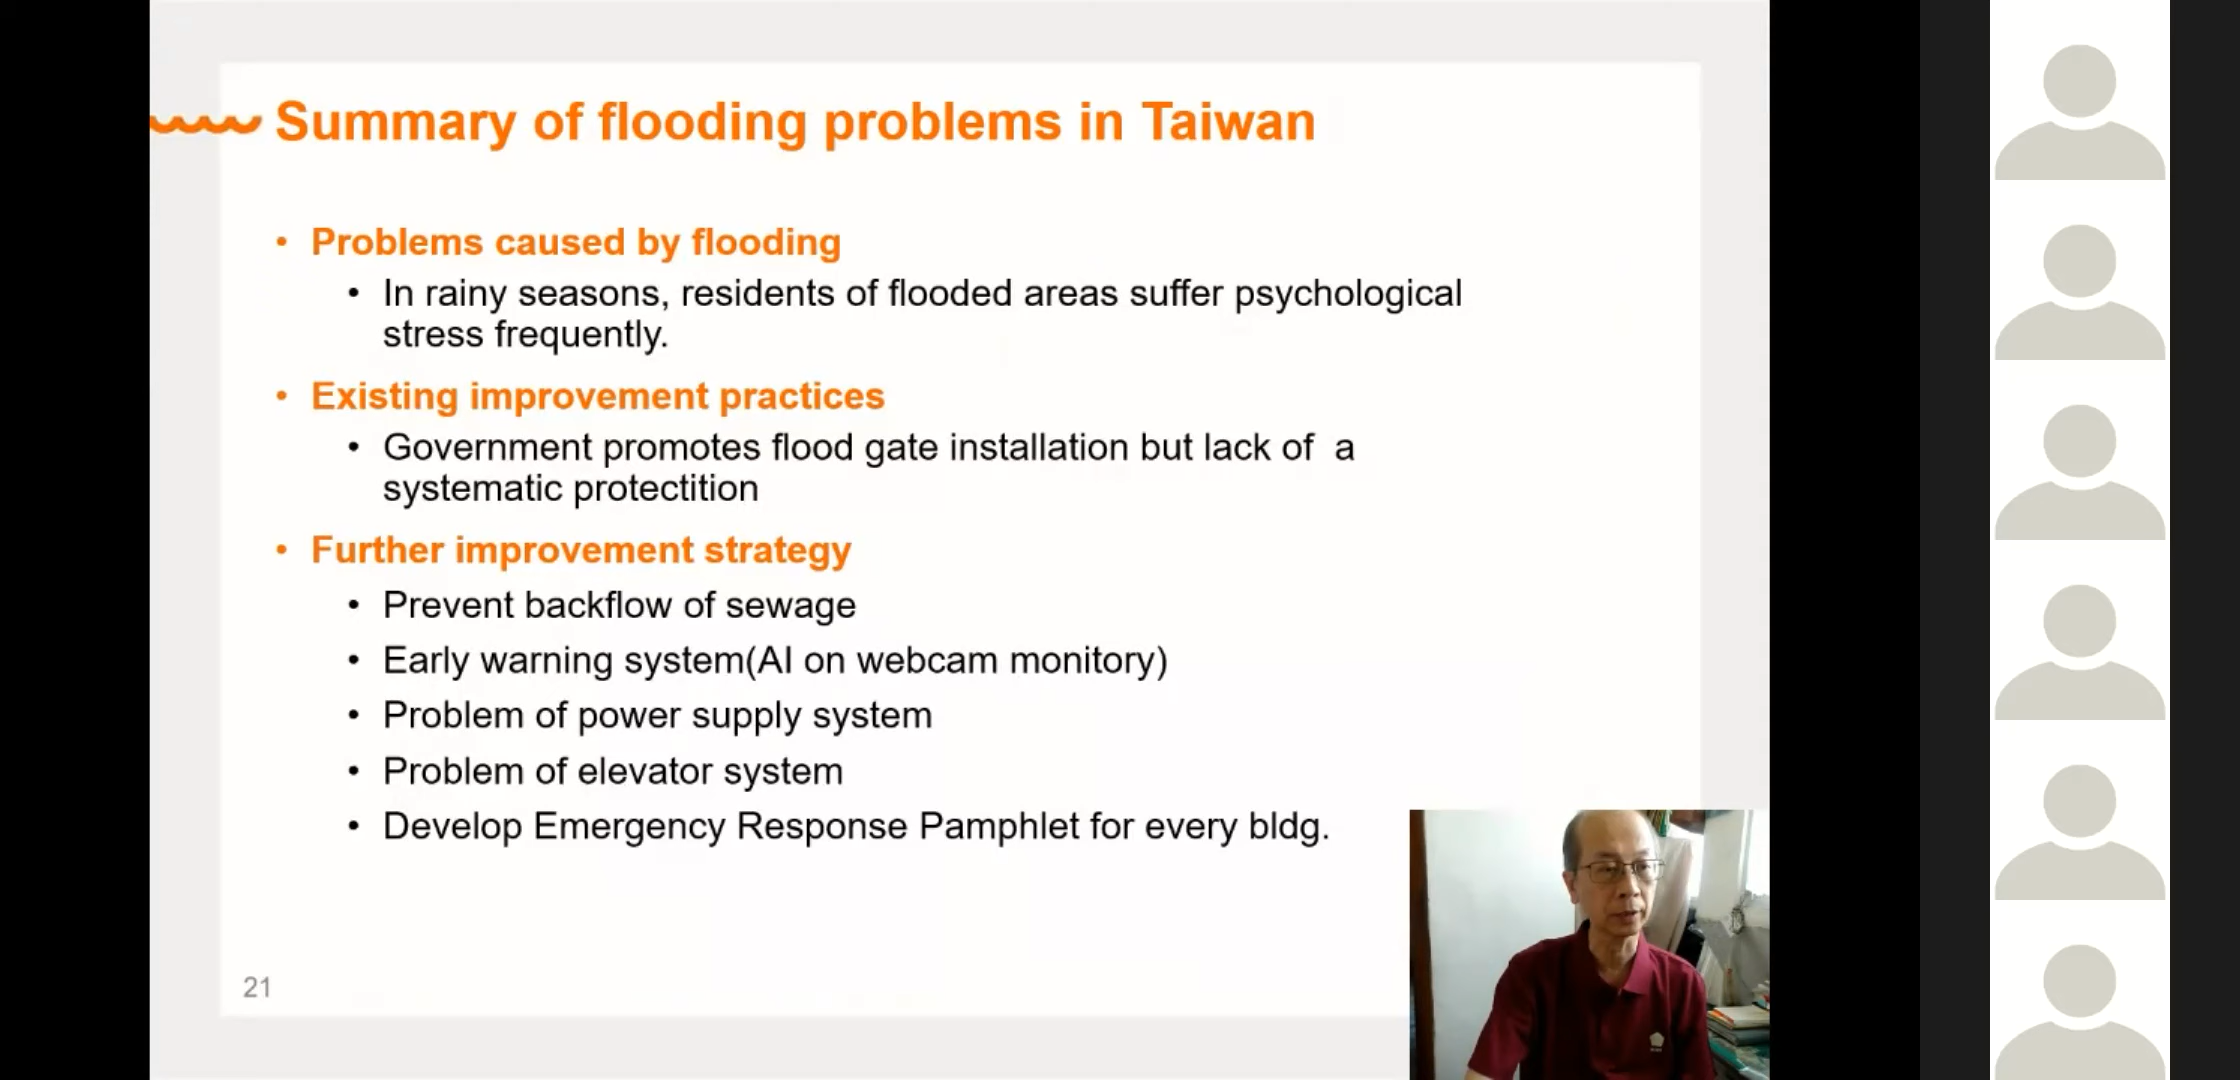 Summary of flooding problems in Taiwan
• Problems caused by flooding
• In rainy seasons, residents of flooded areas suffer psychological
stress frequently.
• Existing improvement practices
• Government promotes flood gate installation but lack of  a
systematic protectition
• Further improvement strategy
• Prevent backflow of sewage
• Early warning system(AI on webcam monitory)
• Problem of power supply system
• Problem of elevator system
• Develop Emergency Response Pamphlet for every bldg.
21